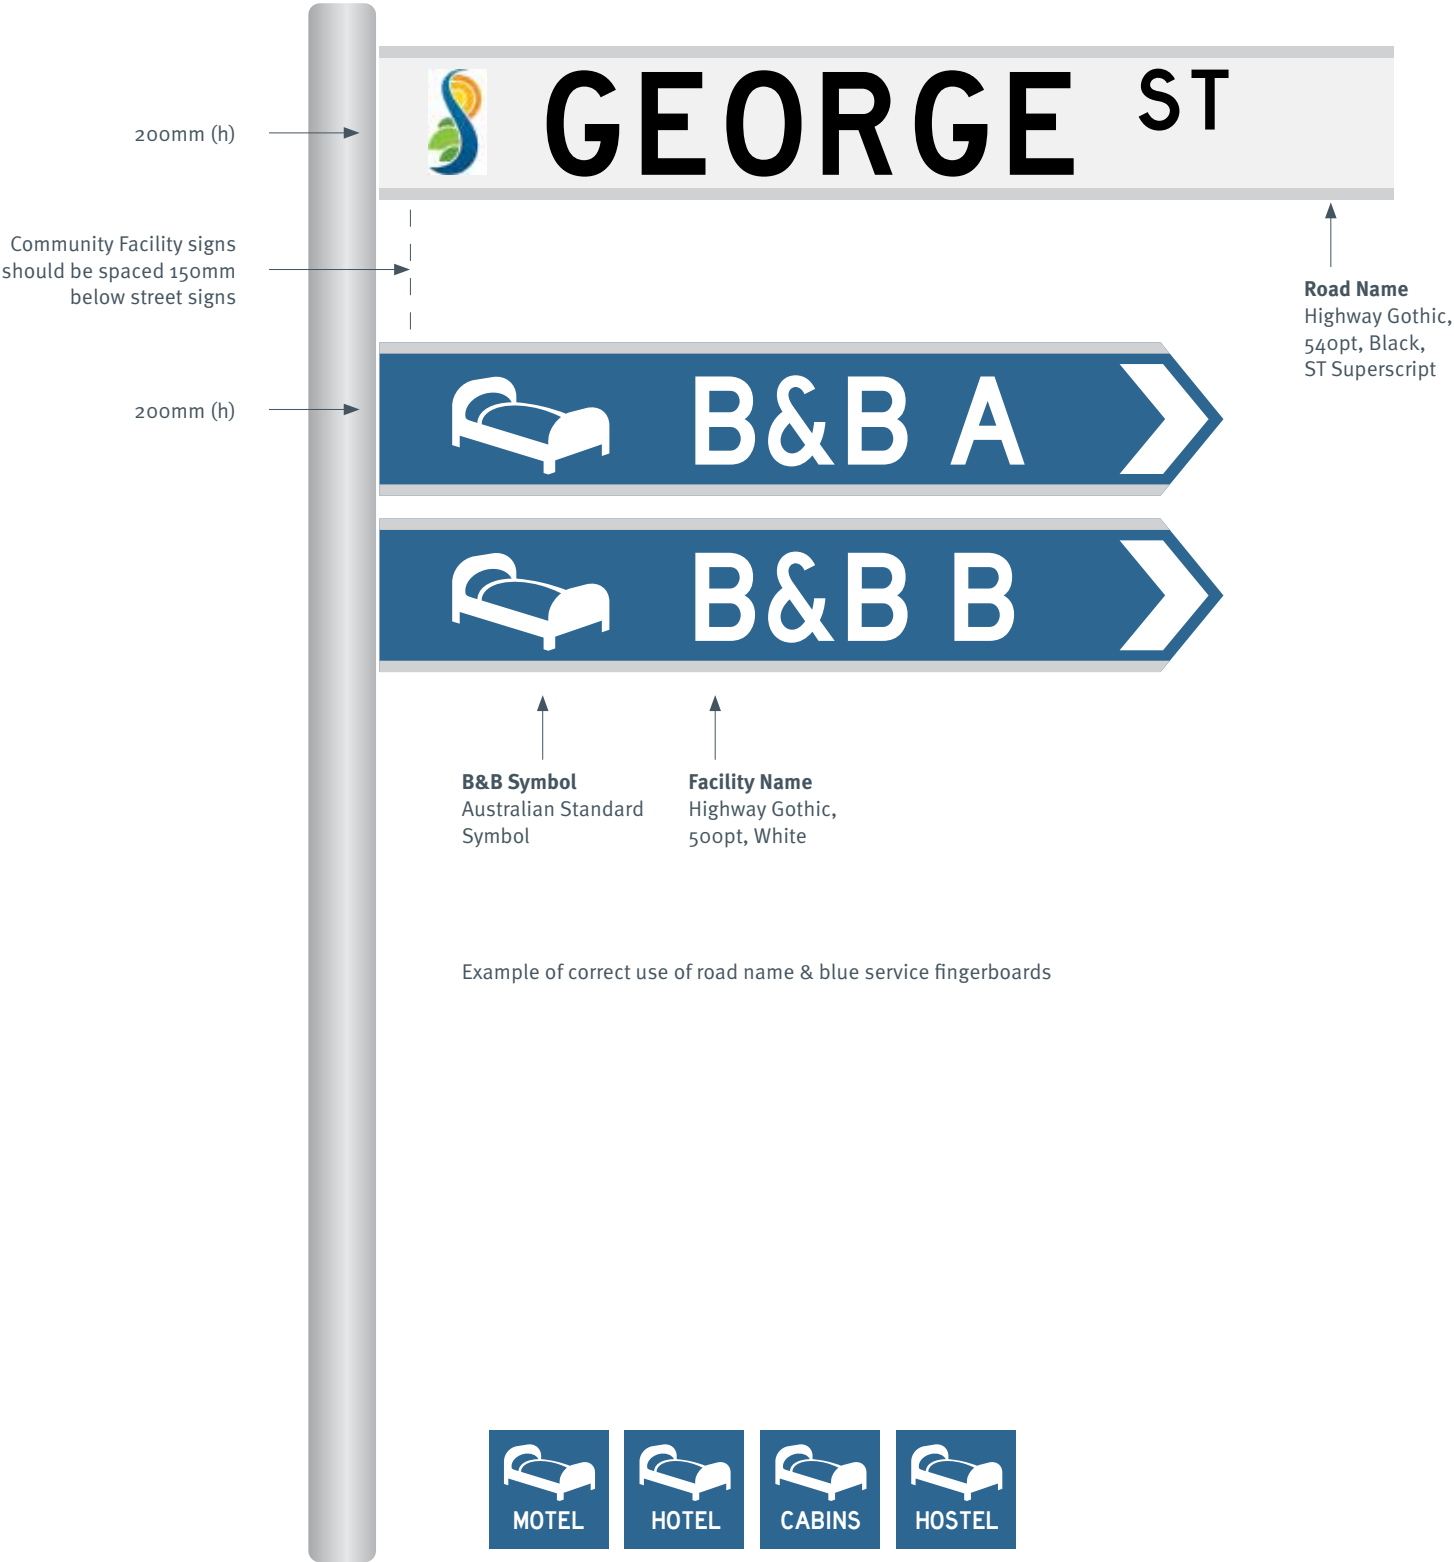 GEORGE ST
200mm (h)
Community Facility signs
should be spaced 150mm
below street signs
Road Name
Highway Gothic,
540pt, Black,
ST Superscript
B&B A
200mm (h)
B&B B
B&B Symbol
Australian Standard
Symbol
Facility Name
Highway Gothic,
500pt, White
Example of correct use of road name & blue service fingerboards
MOTEL
HOTEL
CABINS
HOSTEL